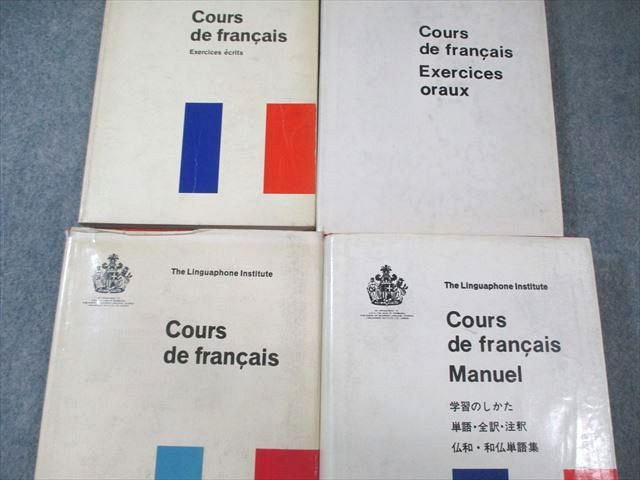 Cours
de français
Exercices écrits
Cours
de français
Exercices
oraux
The Linguaphone Institute
Cours
de français
The Linguaphone Institute
Cours
de français
Manuel
学習のしかた
単語・全訳・注釈
仏和・和仏単語集